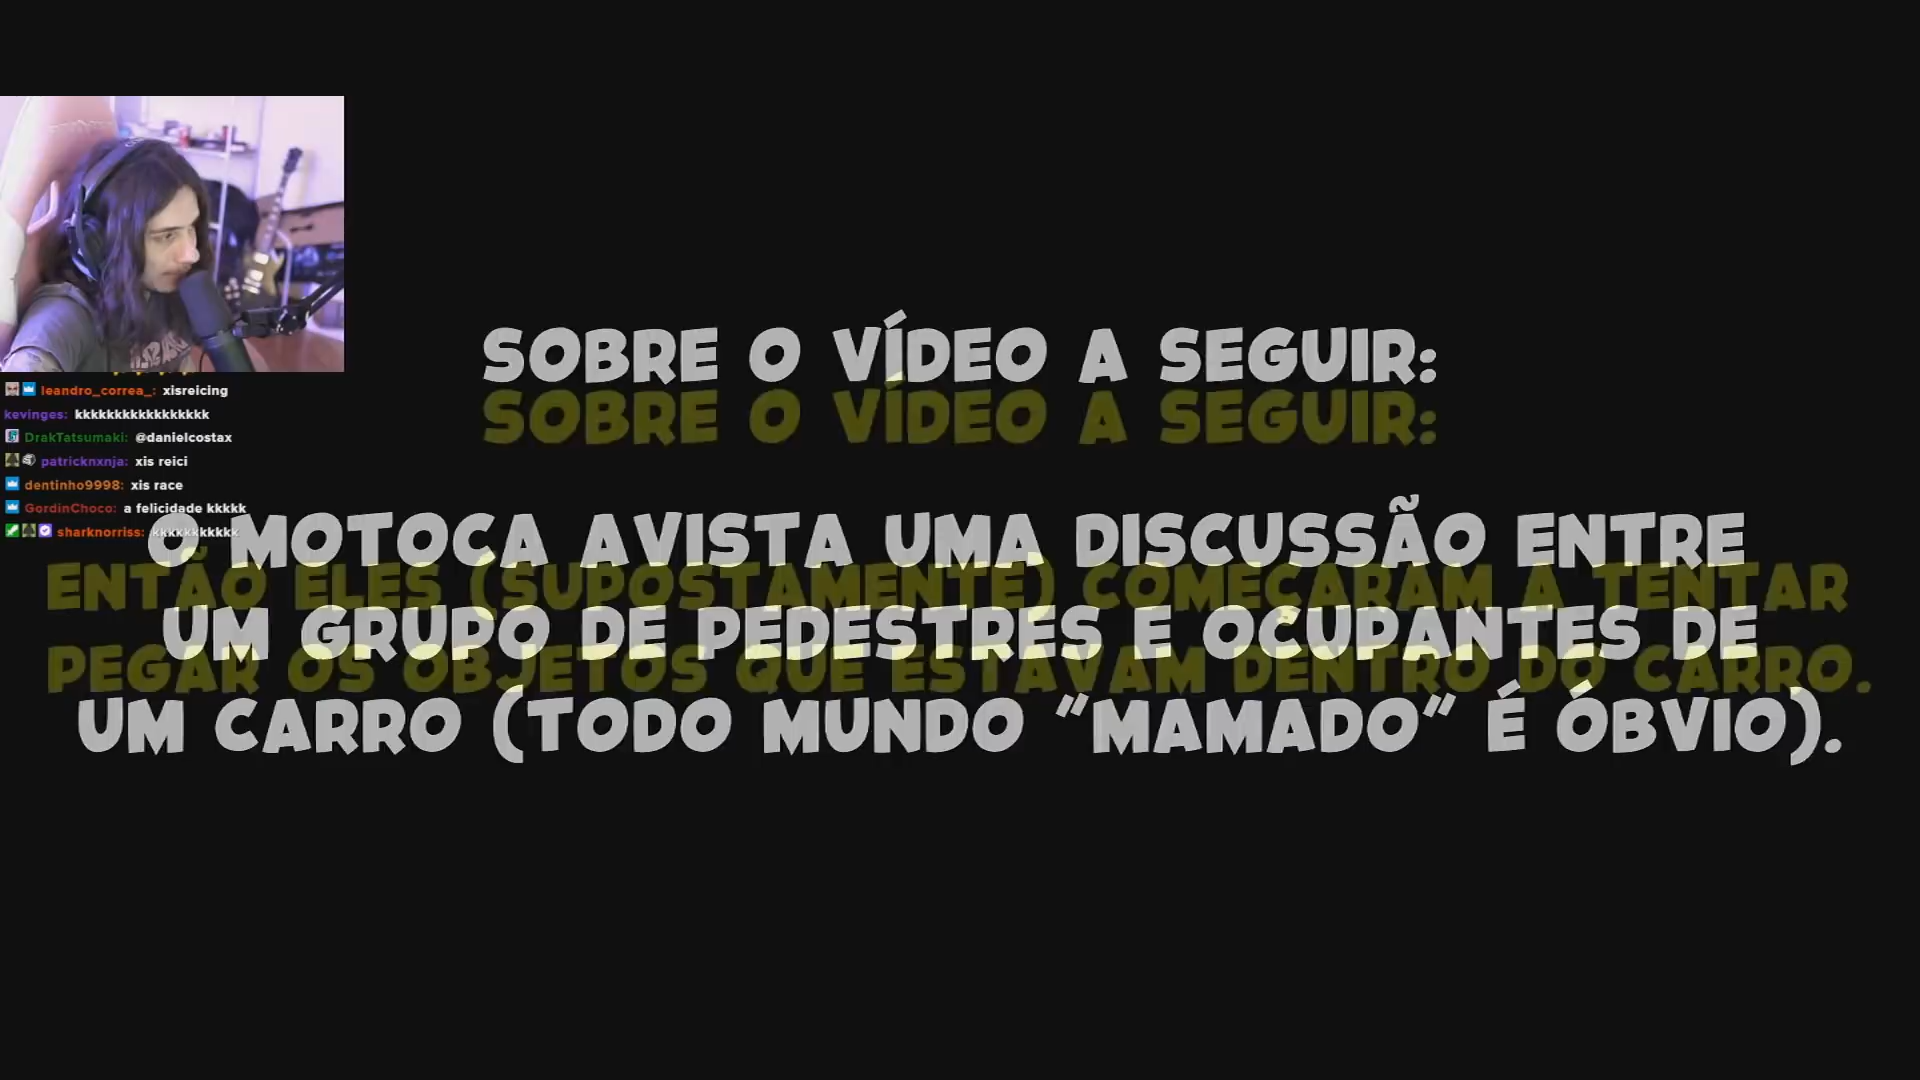 SOBRE O VÍDEO A SEGUIR:
SOBRE O VÍDEO A SEGUIR:
leandro_correa_: xisreicing
kevinges: kkkkkkkkkkkkkkkkk
DrakTatsumaki: @danielcostax
patricknxnja: xis reici
dentinho9998: xis race
GordinChoco: a felicidade kkkkk
sharknorriss: kkkkkkkkkkk
O MOTOCA AVISTA UMA DISCUSSÃO ENTRE
UM GRUPO DE PEDESTRES E OCUPANTES DE
UM CARRO (TODO MUNDO "MAMADO" É ÓBVIO).
ENTÃO ELES (SUPOSTAMENTE) COMEÇARAM A TENTAR
PEGAR OS OBJETOS QUE ESTAVAM DENTRO DO CARRO.